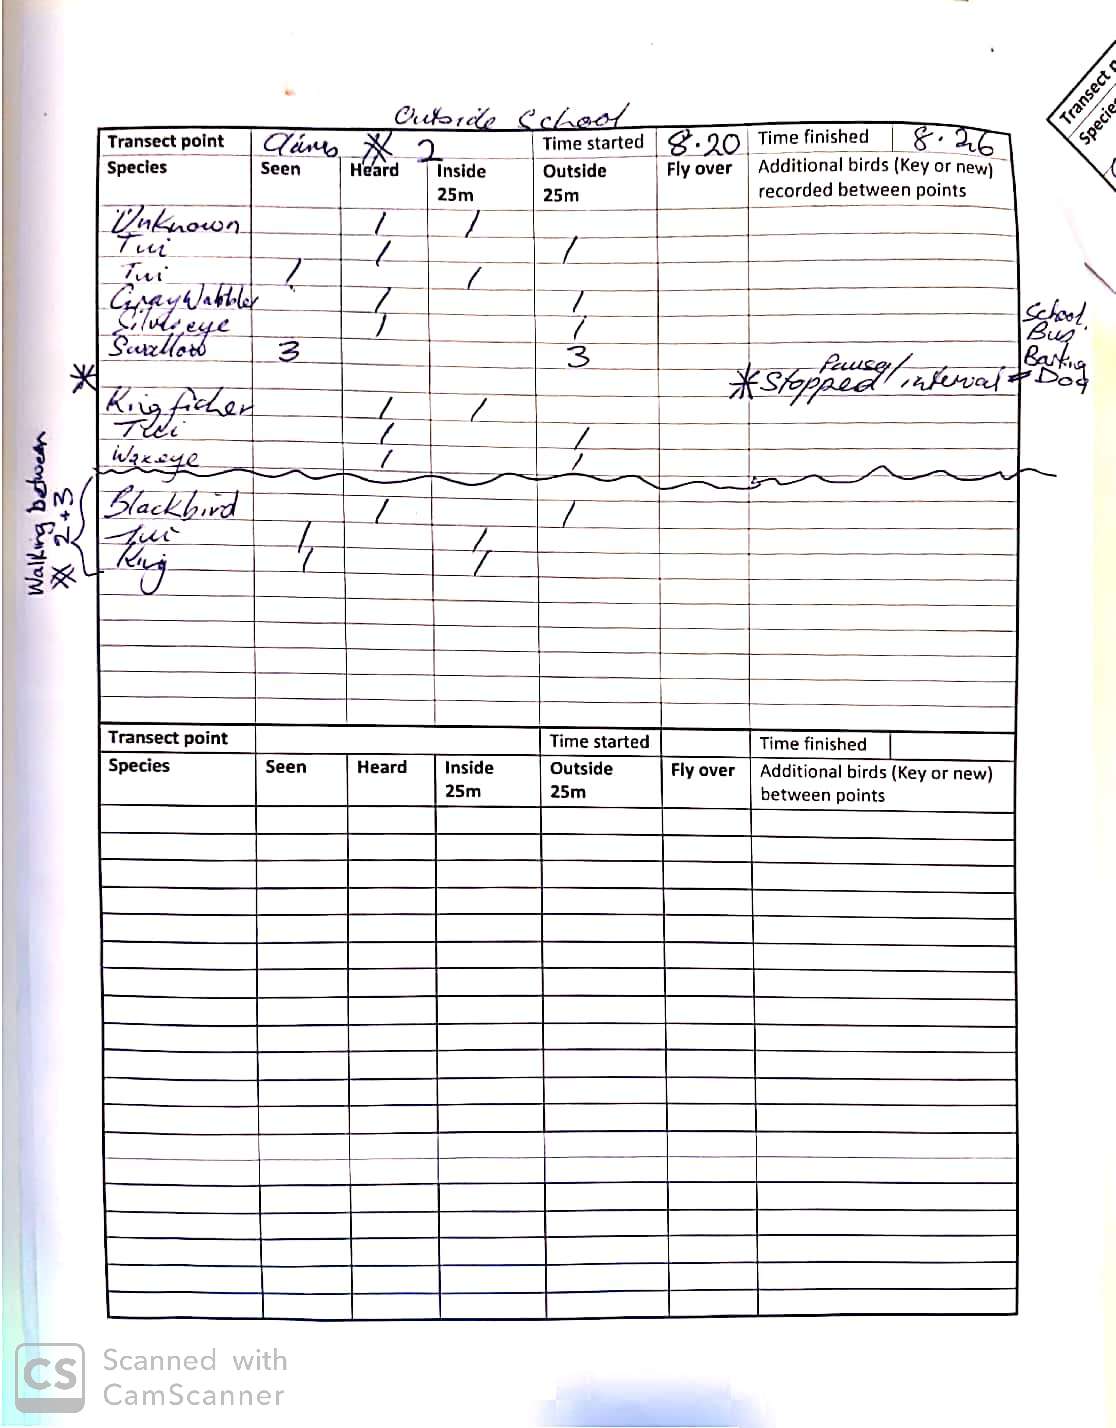 Outside School
Transect point # 2 Time started 8.20 Time finished 8.26
Species Seen Heard Inside 25m Outside 25m Fly over Additional birds (Key or new) recorded between points
Unknown / /
Tui / /
Tui / /
Gray Wabbler / /
Silvereye / /
Swallow 3 3
School Bus Barking Dog
* *Stopped Pause/ interval
Kingficher / /
Tui / /
Waxeye / /
Walking between # 2+3
Blackbird / /
Tui / /
King / /
Transect point Time started Time finished
Species Seen Heard Inside 25m Outside 25m Fly over Additional birds (Key or new) between points
Transect
Species
CS Scanned with
CamScanner